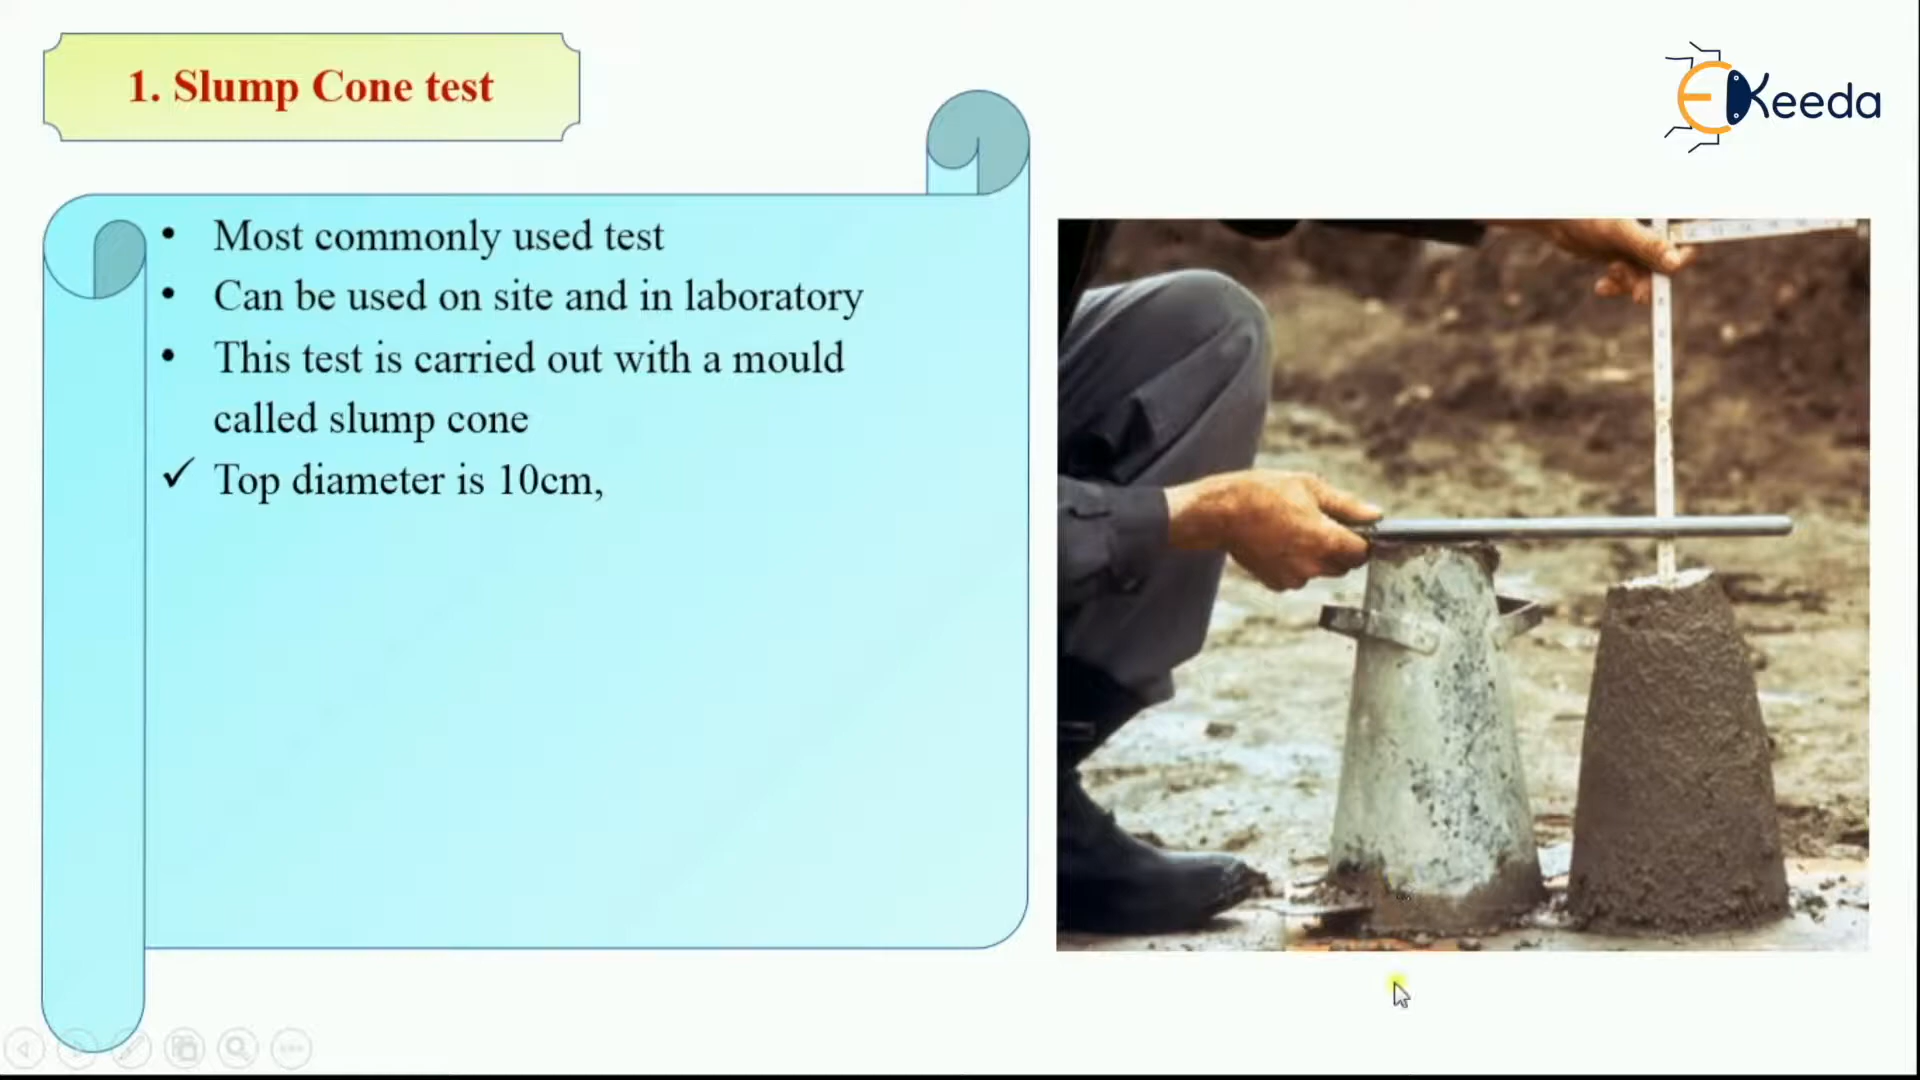 1. Slump Cone test
EKeeda
• Most commonly used test
• Can be used on site and in laboratory
• This test is carried out with a mould
called slump cone
✓ Top diameter is 10cm,